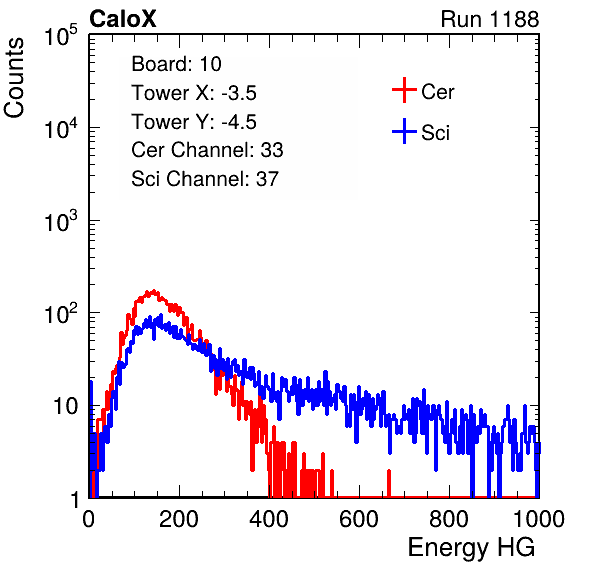 CaloX Run 1188
Counts
Board: 10
Tower X: -3.5
Tower Y: -4.5
Cer Channel: 33
Sci Channel: 37
Cer
Sci
10^5
10^4
10^3
10^2
10
1
0 200 400 600 800 1000
Energy HG